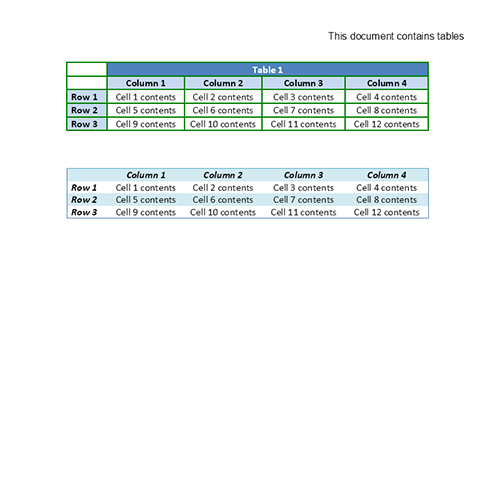 This document contains tables
Table 1
Column 1 Column 2 Column 3 Column 4
Row 1 Cell 1 contents Cell 2 contents Cell 3 contents Cell 4 contents
Row 2 Cell 5 contents Cell 6 contents Cell 7 contents Cell 8 contents
Row 3 Cell 9 contents Cell 10 contents Cell 11 contents Cell 12 contents
Column 1 Column 2 Column 3 Column 4
Row 1 Cell 1 contents Cell 2 contents Cell 3 contents Cell 4 contents
Row 2 Cell 5 contents Cell 6 contents Cell 7 contents Cell 8 contents
Row 3 Cell 9 contents Cell 10 contents Cell 11 contents Cell 12 contents